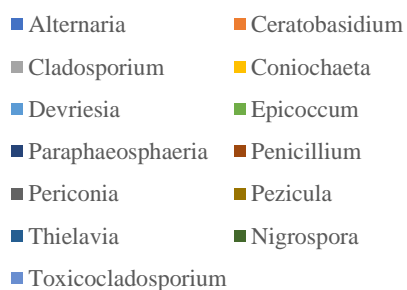 Alternaria Ceratobasidium
Cladosporium Coniochaeta
Devriesia Epicoccum
Paraphaeosphaeria Penicillium
Periconia Pezicula
Thielavia Nigrospora
Toxicocladosporium